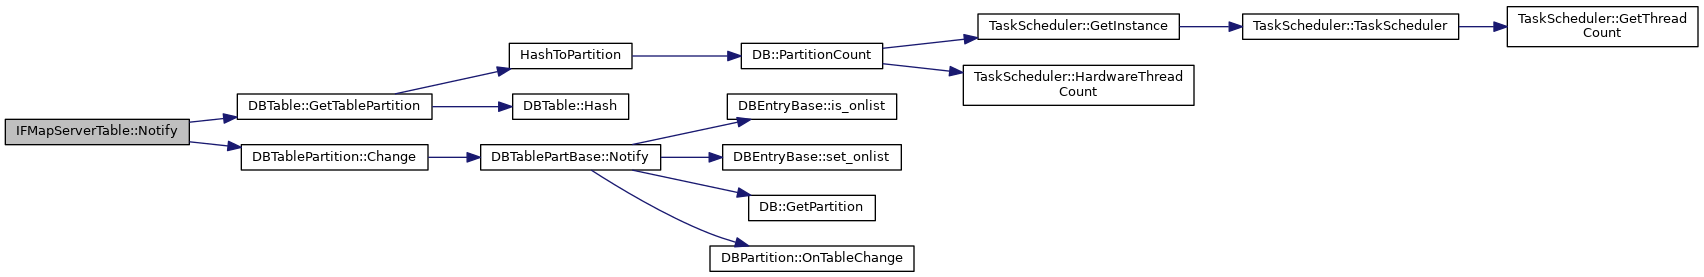 IFMapServerTable::Notify
DBTable::GetTablePartition
HashToPartition
DB::PartitionCount
TaskScheduler::GetInstance
TaskScheduler::TaskScheduler
TaskScheduler::GetThread
Count
TaskScheduler::HardwareThread
Count
DBTable::Hash
DBTablePartition::Change
DBTablePartBase::Notify
DBEntryBase::is_onlist
DBEntryBase::set_onlist
DB::GetPartition
DBPartition::OnTableChange